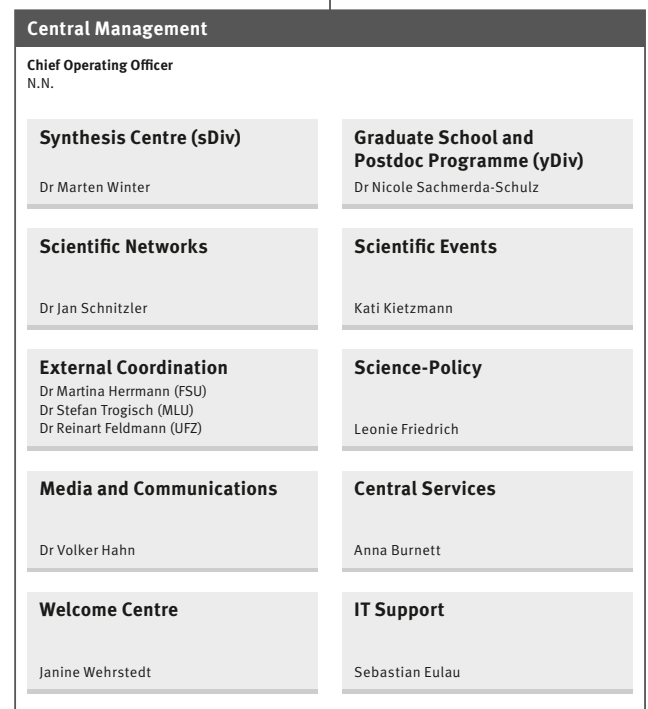 Central Management
Chief Operating Officer
N.N.
Synthesis Centre (sDiv)
Dr Marten Winter
Graduate School and
Postdoc Programme (yDiv)
Dr Nicole Sachmerda-Schulz
Scientific Networks
Dr Jan Schnitzler
Scientific Events
Kati Kietzmann
External Coordination
Dr Martina Herrmann (FSU)
Dr Stefan Trogisch (MLU)
Dr Reinart Feldmann (UFZ)
Science-Policy
Leonie Friedrich
Media and Communications
Dr Volker Hahn
Central Services
Anna Burnett
Welcome Centre
Janine Wehrstedt
IT Support
Sebastian Eulau